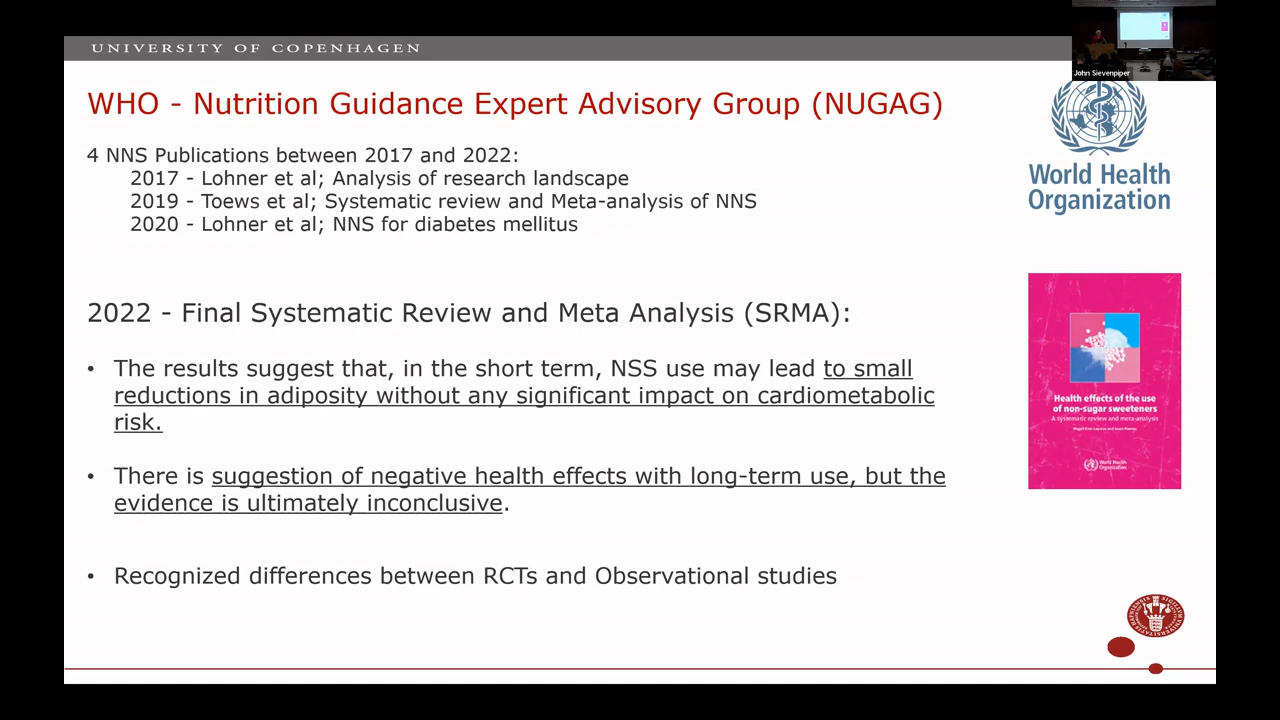 UNIVERSITY OF COPENHAGEN
John Sievenpiper
WHO - Nutrition Guidance Expert Advisory Group (NUGAG)
4 NNS Publications between 2017 and 2022:
2017 - Lohner et al; Analysis of research landscape
2019 - Toews et al; Systematic review and Meta-analysis of NNS
2020 - Lohner et al; NNS for diabetes mellitus
World Health
Organization
2022 - Final Systematic Review and Meta Analysis (SRMA):
• The results suggest that, in the short term, NSS use may lead to small
reductions in adiposity without any significant impact on cardiometabolic
risk.
• There is suggestion of negative health effects with long-term use, but the
evidence is ultimately inconclusive.
• Recognized differences between RCTs and Observational studies
Health effects of the use
of non-sugar sweeteners
A systematic review and meta-analysis
World Health
Organization